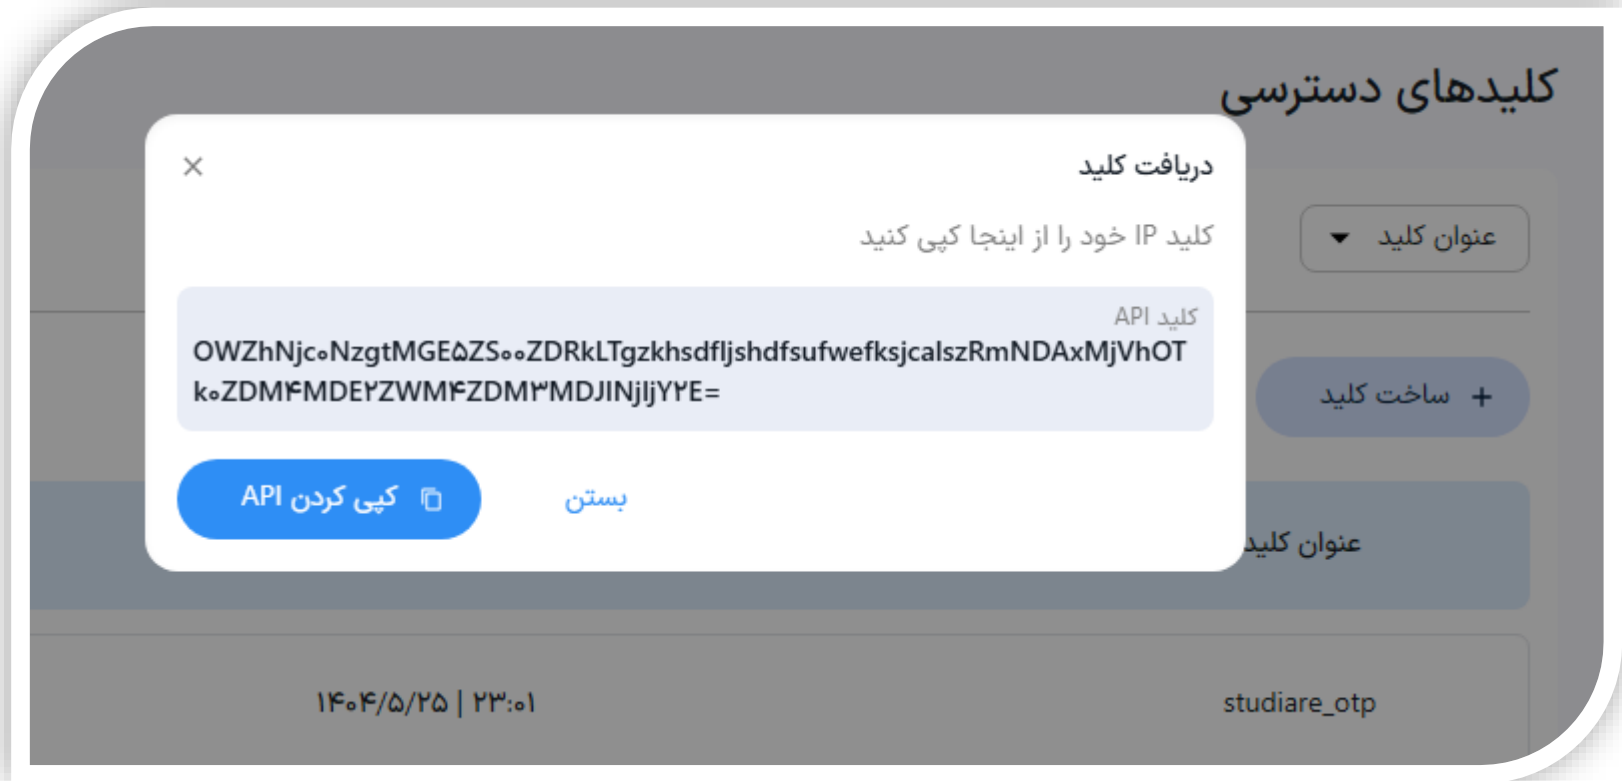 کلیدهای دسترسی
دریافت کلید
کلید IP خود را از اینجا کپی کنید
عنوان کلید
کلید API
OWZhNjc۰NzgtMGE۵ZS۰۰ZDRkLTgzkhsdfljshdfsufwefksjcalszRmNDAxMjVhOT
k۰ZDM۴MDE۲ZWM۴ZDM۳MDJlNjljY۲E=
ساخت کلید
کپی کردن API
بستن
عنوان کلید
studiare_otp
۱۴۰۴/۵/۲۵ | ۲۳:۰۱